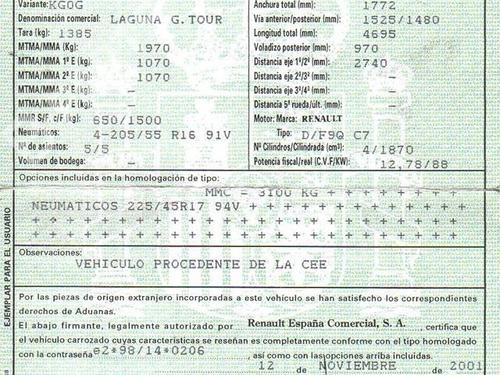 Variante: KG0G
Anchura total (mm): 1772
Denominación comercial: LAGUNA G.TOUR
Via anterior/posterior (mm): 1525/1480
Tara (kg): 1385
Longitud total (mm): 4695
MTMA/MMA (Kg): 1970
Voladizo posterior (mm): 970
MTMA/MMA 1º E (kg): 1070
Distancia eje 1º/2º (mm): 2740
MTMA/MMA 2º E (kg): 1070
Distancia eje 2º/3º (mm): —
MTMA/MMA 3º E (kg): —
Distancia eje 3º/4º (mm): —
MTMA/MMA 4º E (kg): —
Distancia 5ª rueda/últ. (mm): —
MMR S/F. c/F (kg): 650/1500
Motor: Marca: RENAULT
Neumáticos: 4-205/55 R16 91V
Tipo: D/F9Q C7
Nº de asientos: 5/5
Nº Cilindros/Cilindrada (cm³): 4/1870
Volumen de bodega: —
Potencia fiscal/real (C.V.F/KW): 12,78/88
Opciones incluidas en la homologación de tipo:
MMC = 3100 KG + + + + + + + +
NEUMATICOS 225/45R17 94V + + + + + + + +
+ + + + + + + + + + + + + + + + + + +
+ + + + + + + + + + + + + + + + + + +
Observaciones:
VEHICULO PROCEDENTE DE LA CEE
EJEMPLAR PARA EL USUARIO
Por las piezas de origen extranjero incorporadas a este vehículo se han satisfecho los correspondientes
derechos de Aduanas.
El abajo firmante, legalmente autorizado por Renault España Comercial, S. A. , certifica que
el vehículo carrozado cuyas características se reseñan es completamente conforme con el tipo homologado
con la contraseña e2*98/14*0206 , así como con las opciones arriba incluidas.
12 de NOVIEMBRE de 2001